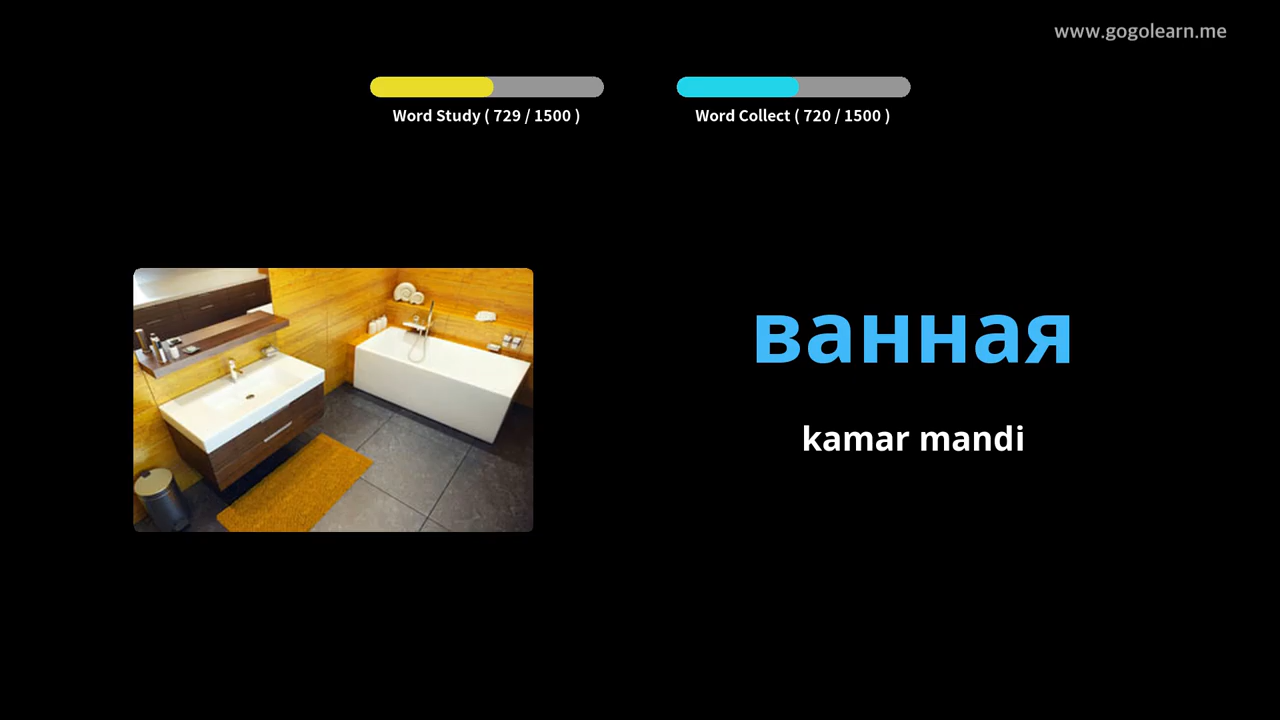 www.gogolearn.me
Word Study ( 729 / 1500 )
Word Collect ( 720 / 1500 )
ванная
kamar mandi